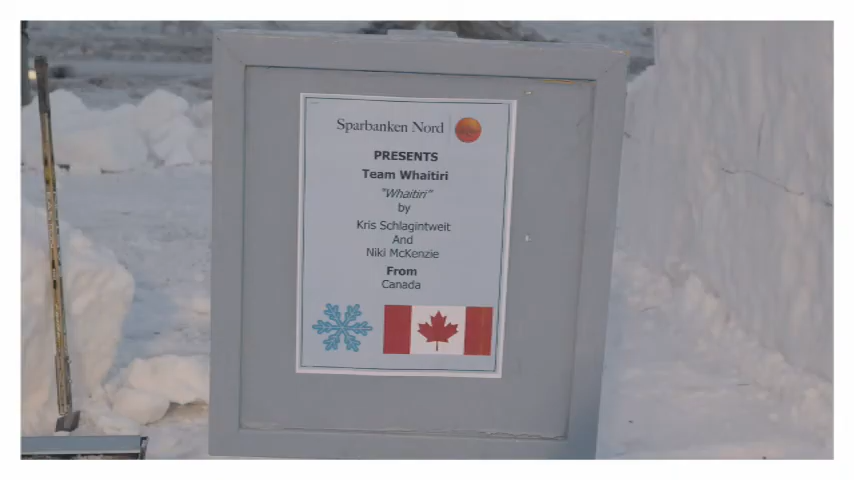 Sparbanken Nord
PRESENTS
Team Whaitiri
"Whaitiri"
by
Kris Schlagintweit
And
Niki McKenzie
From
Canada